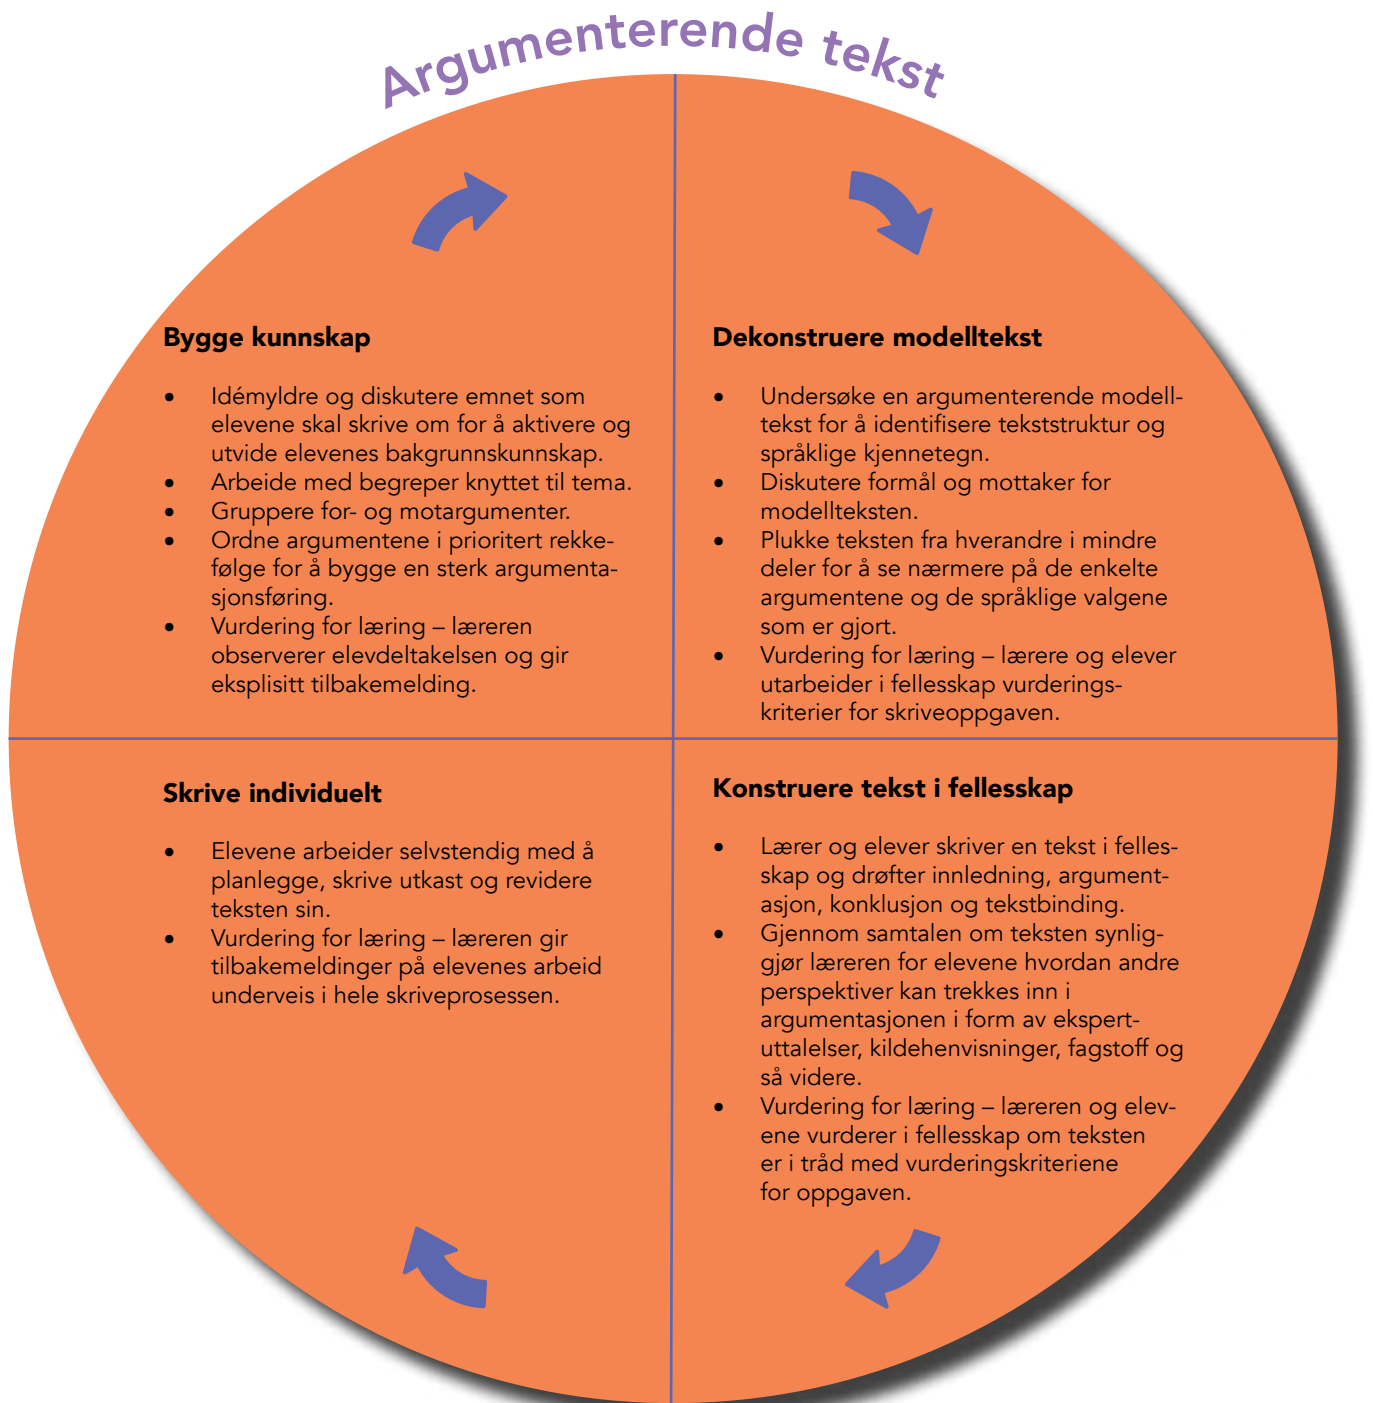 Argumenterende tekst
Bygge kunnskap
• Idémyldre og diskutere emnet som
elevene skal skrive om for å aktivere og
utvide elevenes bakgrunnskunnskap.
• Arbeide med begreper knyttet til tema.
• Gruppere for- og motargumenter.
• Ordne argumentene i prioritert rekke-
følge for å bygge en sterk argumenta-
sjonsføring.
• Vurdering for læring – læreren
observerer elevdeltakelsen og gir
eksplisitt tilbakemelding.
Dekonstruere modelltekst
• Undersøke en argumenterende modell-
tekst for å identifisere tekststruktur og
språklige kjennetegn.
• Diskutere formål og mottaker for
modellteksten.
• Plukke teksten fra hverandre i mindre
deler for å se nærmere på de enkelte
argumentene og de språklige valgene
som er gjort.
• Vurdering for læring – lærere og elever
utarbeider i fellesskap vurderings-
kriterier for skriveoppgaven.
Konstruere tekst i fellesskap
• Lærer og elever skriver en tekst i felles-
skap og drøfter innledning, argument-
asjon, konklusjon og tekstbinding.
• Gjennom samtalen om teksten synlig-
gjør læreren for elevene hvordan andre
perspektiver kan trekkes inn i
argumentasjonen i form av ekspert-
uttalelser, kildehenvisninger, fagstoff og
så videre.
• Vurdering for læring – læreren og elev-
ene vurderer i fellesskap om teksten
er i tråd med vurderingskriteriene
for oppgaven.
Skrive individuelt
• Elevene arbeider selvstendig med å
planlegge, skrive utkast og revidere
teksten sin.
• Vurdering for læring – læreren gir
tilbakemeldinger på elevenes arbeid
underveis i hele skriveprosessen.